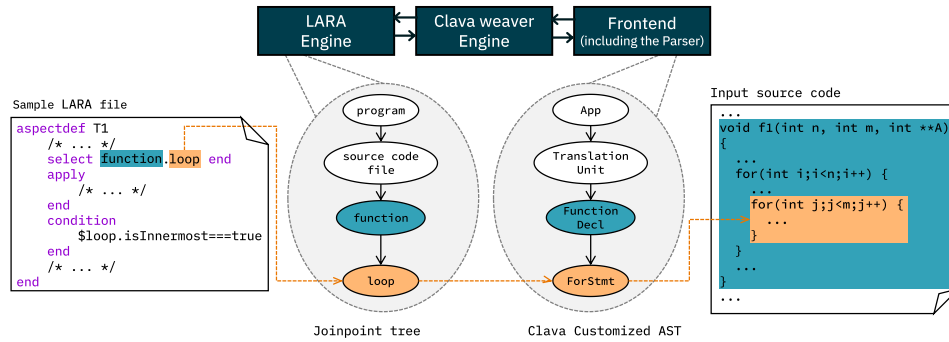 LARA
Engine
Clava weaver
Engine
Frontend
(including the Parser)
Sample LARA file
aspectdef T1
/* ... */
select function.loop end
apply
/* ... */
end
condition
$loop.isInnermost===true
end
/* ... */
end
program
source code
file
function
loop
Joinpoint tree
App
Translation
Unit
Function
Decl
ForStmt
Clava Customized AST
Input source code
...
void f1(int n, int m, int **A)
{
...
for(int i;i<n;i++) {
...
for(int j;j<m;j++) {
...
}
}
...
}
...